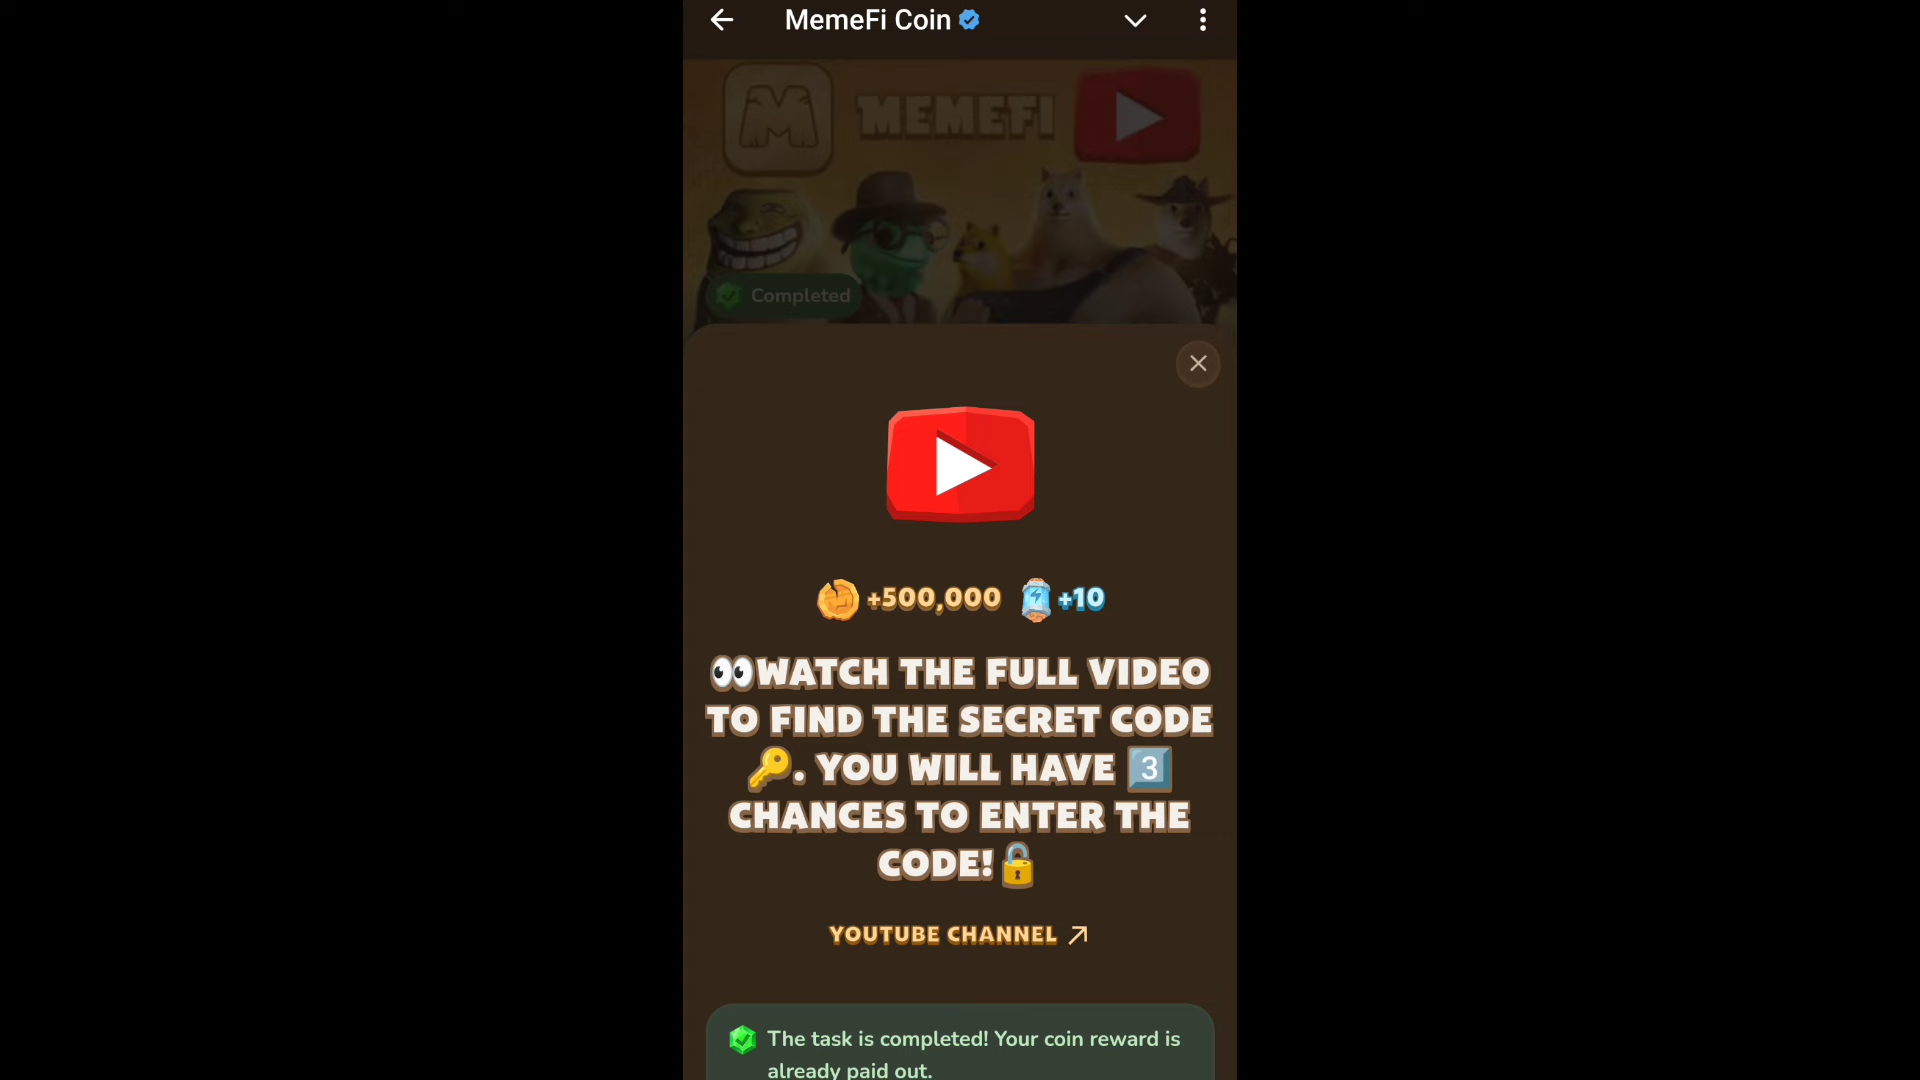 MemeFi Coin
M MEMEFI
Completed
+500,000 +10
👀WATCH THE FULL VIDEO
TO FIND THE SECRET CODE
🔑. YOU WILL HAVE 3️⃣
CHANCES TO ENTER THE
CODE!🔓
YOUTUBE CHANNEL ↗
The task is completed! Your coin reward is
already paid out.